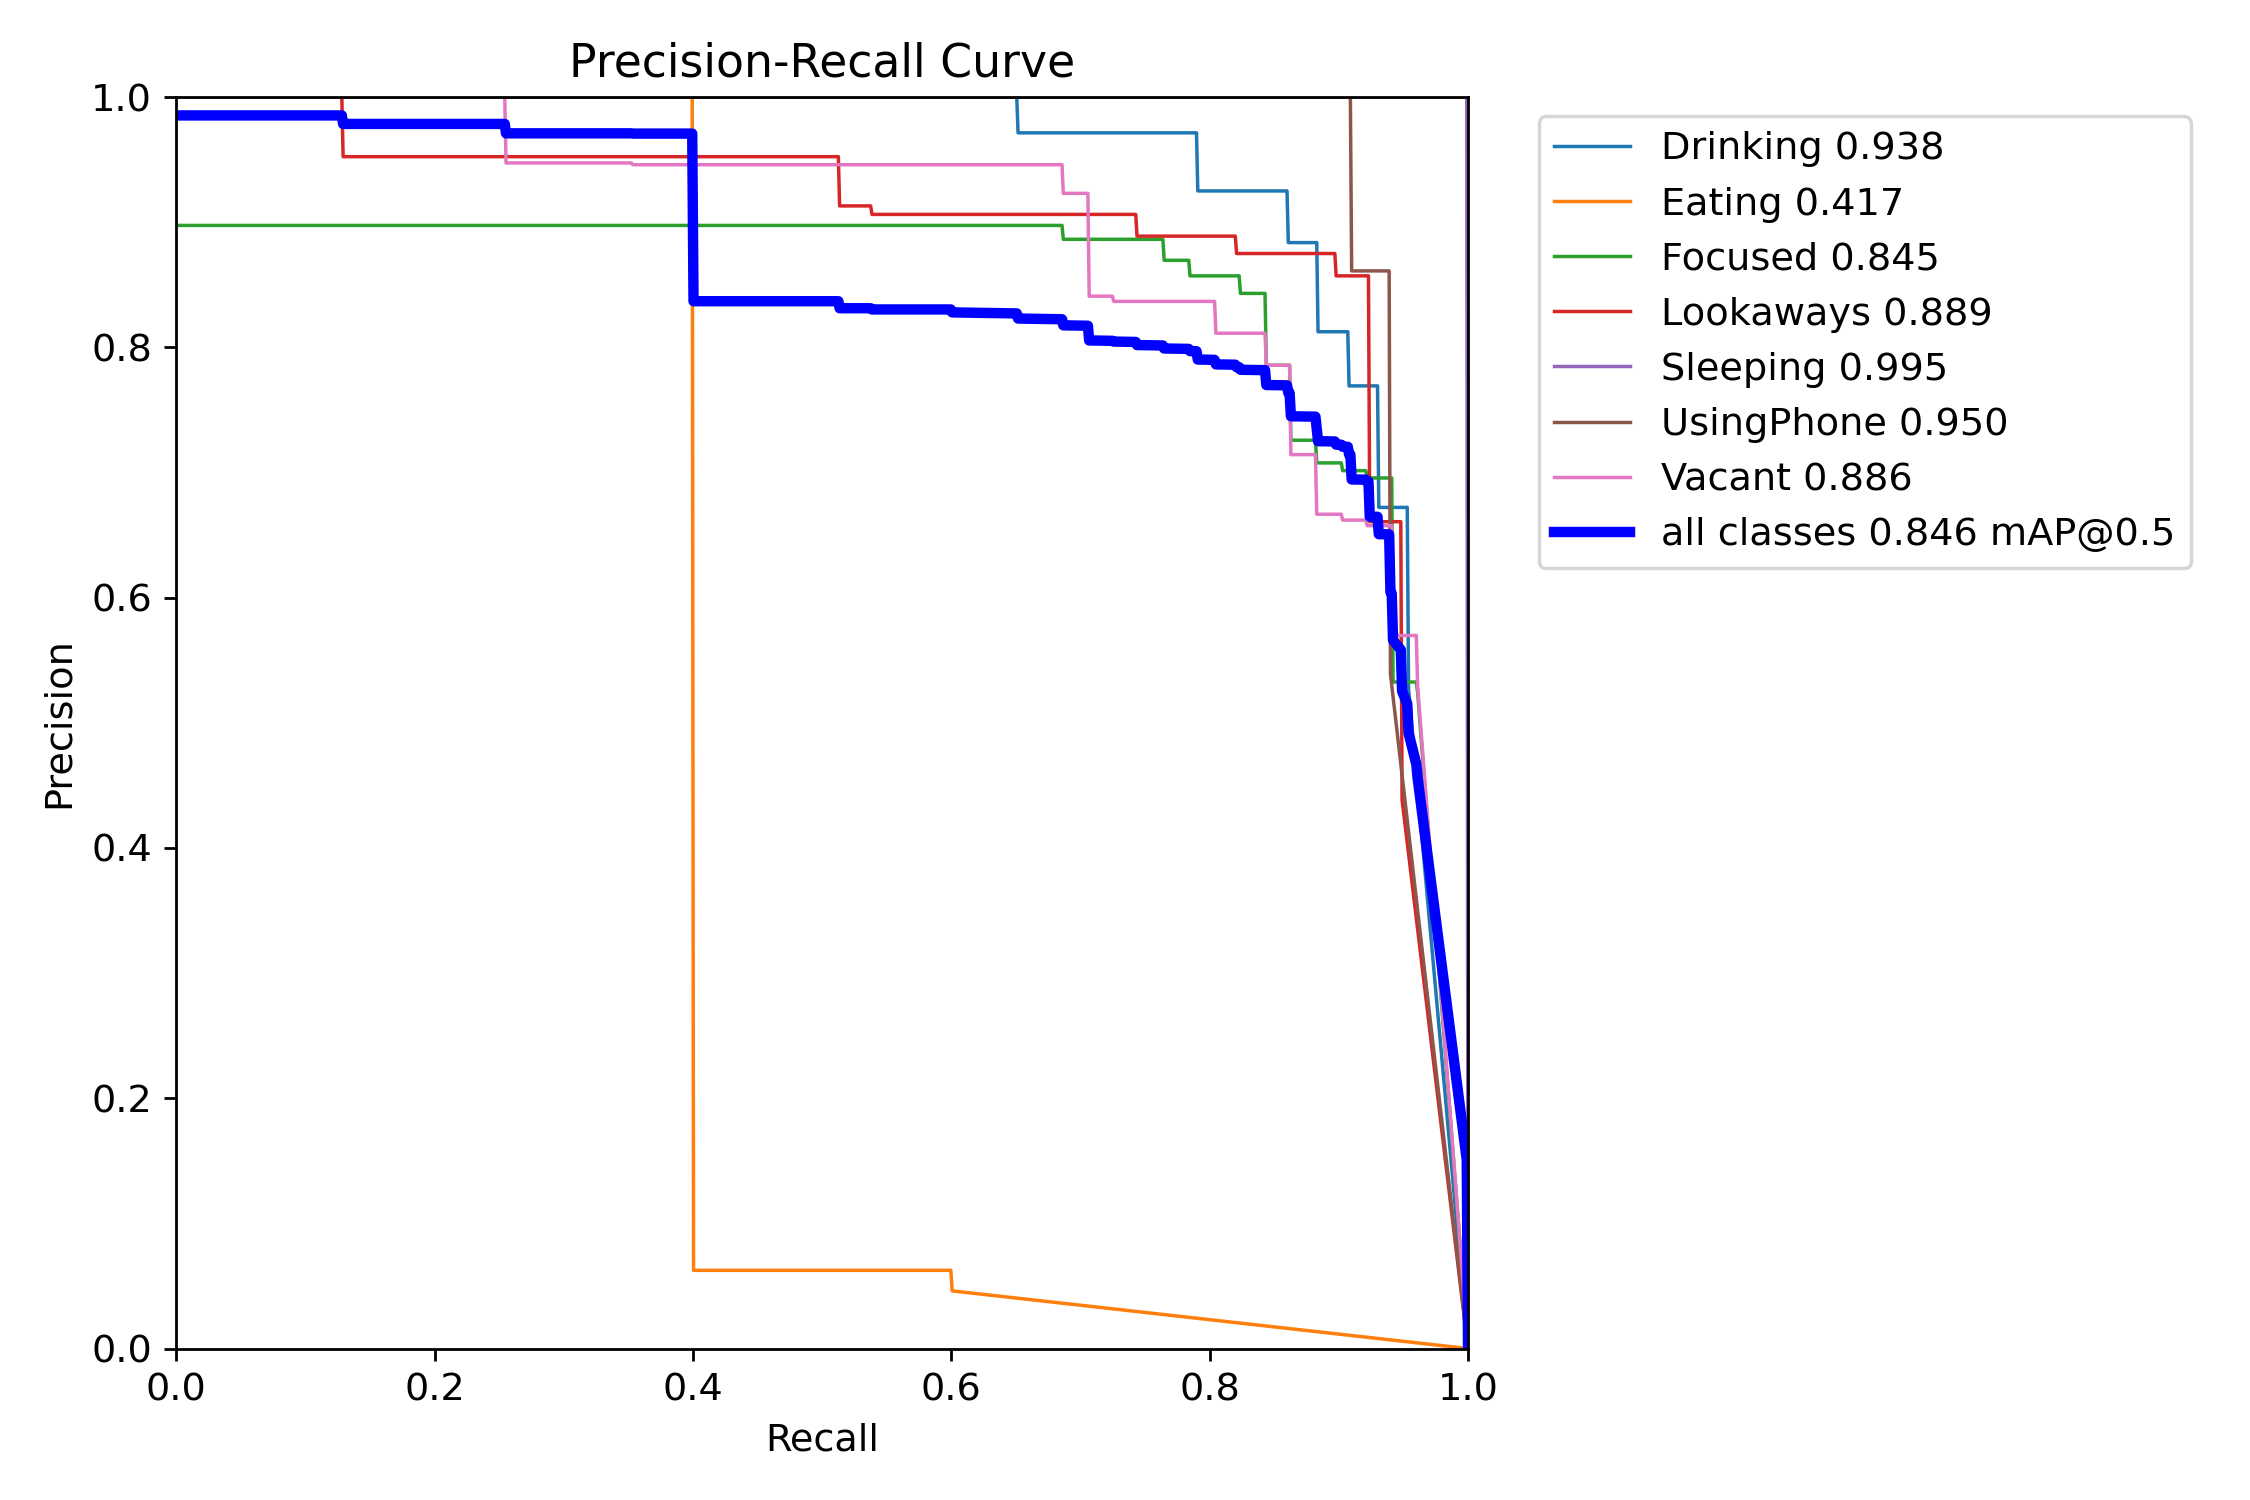 Precision-Recall Curve
1.0
0.8
0.6
0.4
0.2
0.0
Precision
0.0 0.2 0.4 0.6 0.8 1.0
Recall
Drinking 0.938
Eating 0.417
Focused 0.845
Lookaways 0.889
Sleeping 0.995
UsingPhone 0.950
Vacant 0.886
all classes 0.846 mAP@0.5